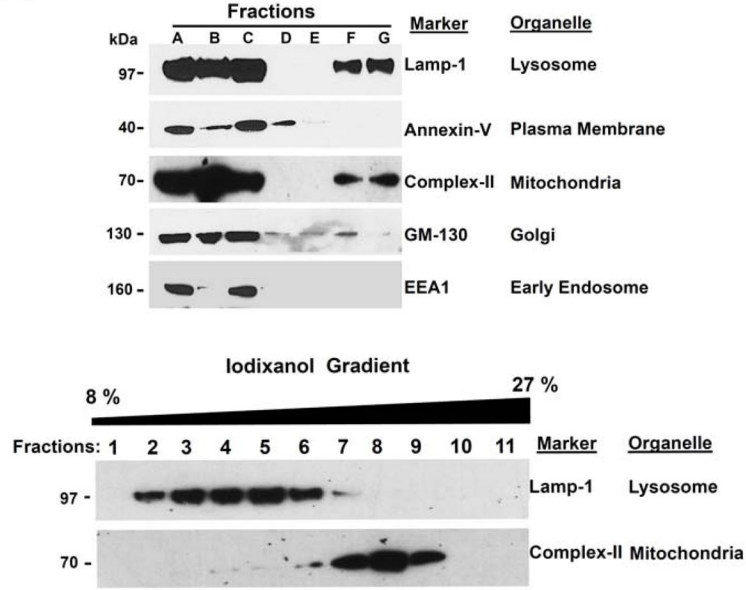 Fractions
kDa A B C D E F G Marker Organelle
97- Lamp-1 Lysosome
40- Annexin-V Plasma Membrane
70- Complex-II Mitochondria
130 - GM-130 Golgi
160 - EEA1 Early Endosome
Iodixanol Gradient
8 % 27 %
Fractions: 1 2 3 4 5 6 7 8 9 10 11 Marker Organelle
97 - Lamp-1 Lysosome
70 - Complex-II Mitochondria